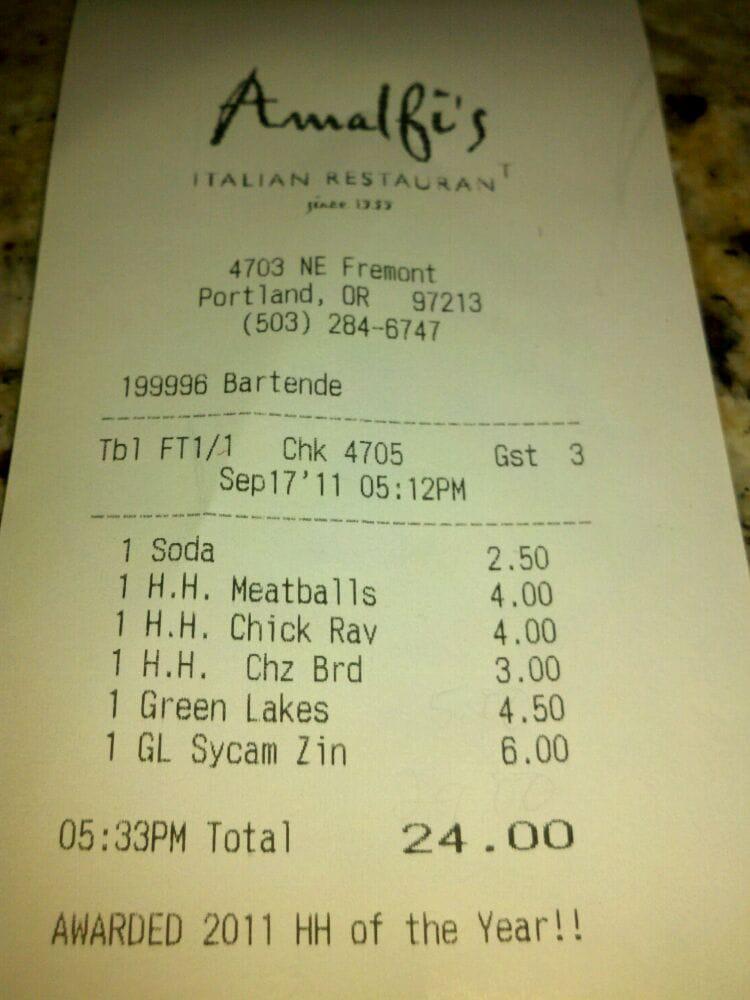 Amalfi's
ITALIAN RESTAURANT
since
4703 NE Fremont
Portland, OR 97213
(503) 284-6747
199996 Bartende
Tbl FT1/1 Chk 4705 Gst 3
Sep17'11 05:12PM
1 Soda 2.50
1 H.H. Meatballs 4.00
1 H.H. Chick Rav 4.00
1 H.H. Chz Brd 3.00
1 Green Lakes 4.50
1 GL Sycam Zin 6.00
05:33PM Total 24.00
AWARDED 2011 HH of the Year!!